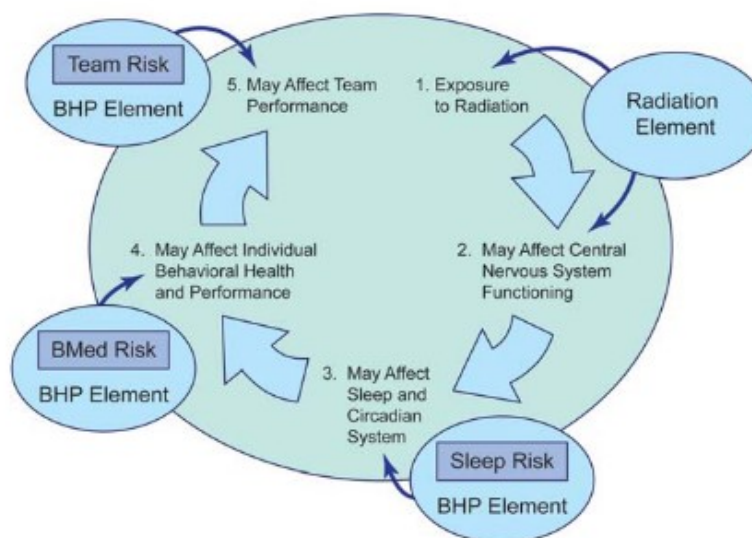 Team Risk
BHP Element
5. May Affect Team
Performance
1. Exposure
to Radiation
Radiation
Element
2. May Affect Central
Nervous System
Functioning
4. May Affect Individual
Behavioral Health
and Performance
BMed Risk
BHP Element
3. May Affect
Sleep and
Circadian
System
Sleep Risk
BHP Element